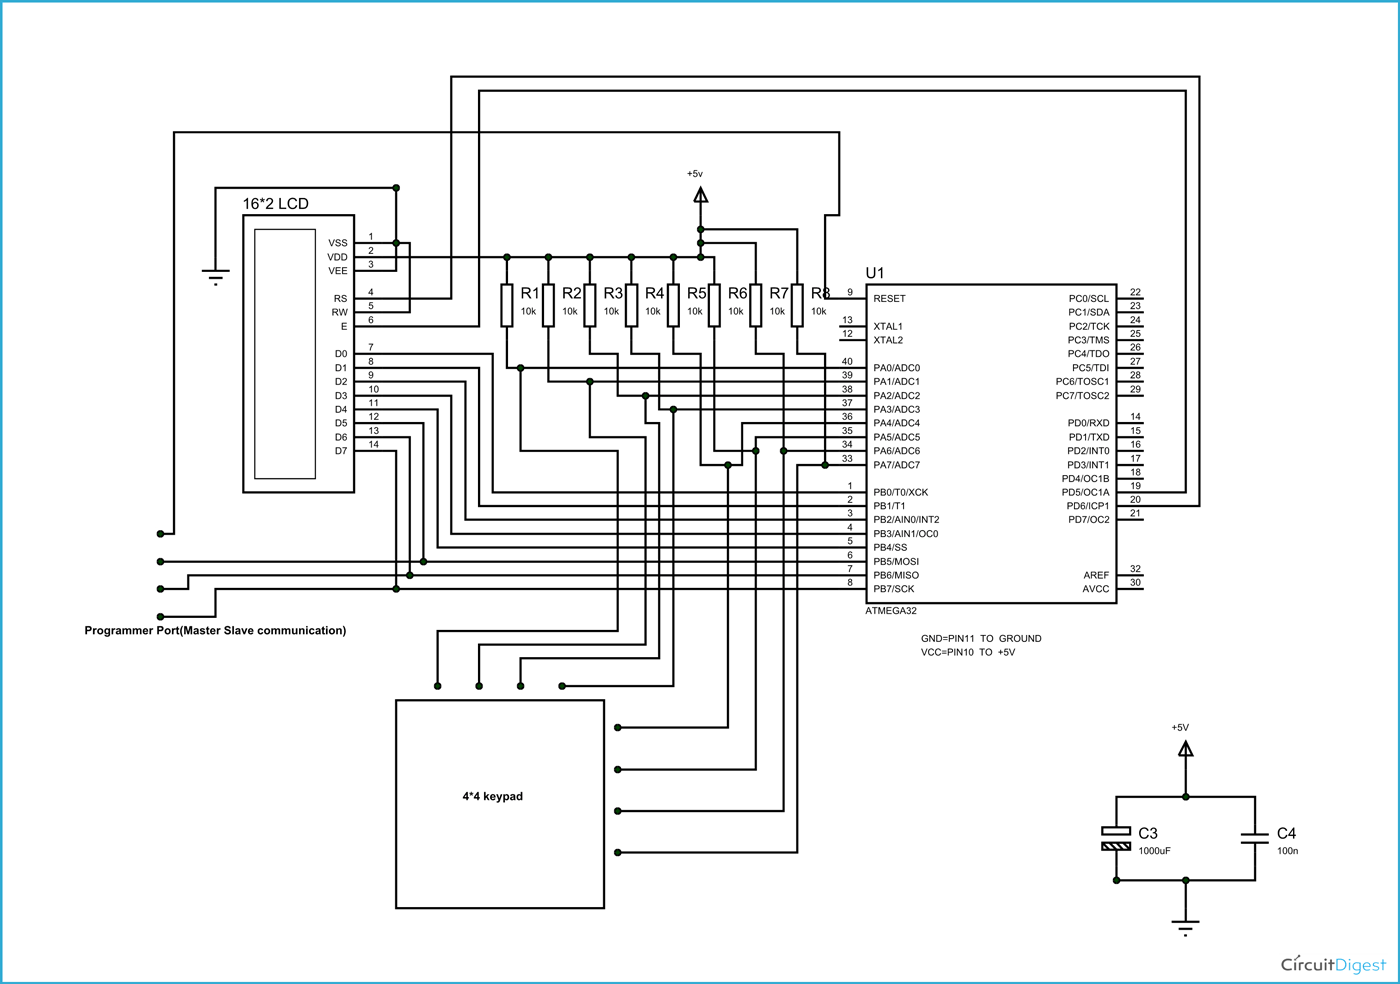 +5v
16*2 LCD
VSS 1
VDD 2
VEE 3
RS 4
RW 5
E 6
D0 7
D1 8
D2 9
D3 10
D4 11
D5 12
D6 13
D7 14
R1 10k
R2 10k
R3 10k
R4 10k
R5 10k
R6 10k
R7 10k
R8 10k
U1
9 RESET
13 XTAL1
12 XTAL2
40 PA0/ADC0
39 PA1/ADC1
38 PA2/ADC2
37 PA3/ADC3
36 PA4/ADC4
35 PA5/ADC5
34 PA6/ADC6
33 PA7/ADC7
1 PB0/T0/XCK
2 PB1/T1
3 PB2/AIN0/INT2
4 PB3/AIN1/OC0
5 PB4/SS
6 PB5/MOSI
7 PB6/MISO
8 PB7/SCK
PC0/SCL 22
PC1/SDA 23
PC2/TCK 24
PC3/TMS 25
PC4/TDO 26
PC5/TDI 27
PC6/TOSC1 28
PC7/TOSC2 29
PD0/RXD 14
PD1/TXD 15
PD2/INT0 16
PD3/INT1 17
PD4/OC1B 18
PD5/OC1A 19
PD6/ICP1 20
PD7/OC2 21
AREF 32
AVCC 30
ATMEGA32
Programmer Port(Master Slave communication)
GND=PIN11 TO GROUND
VCC=PIN10 TO +5V
4*4 keypad
+5V
C3
1000uF
C4
100n
CircuitDigest